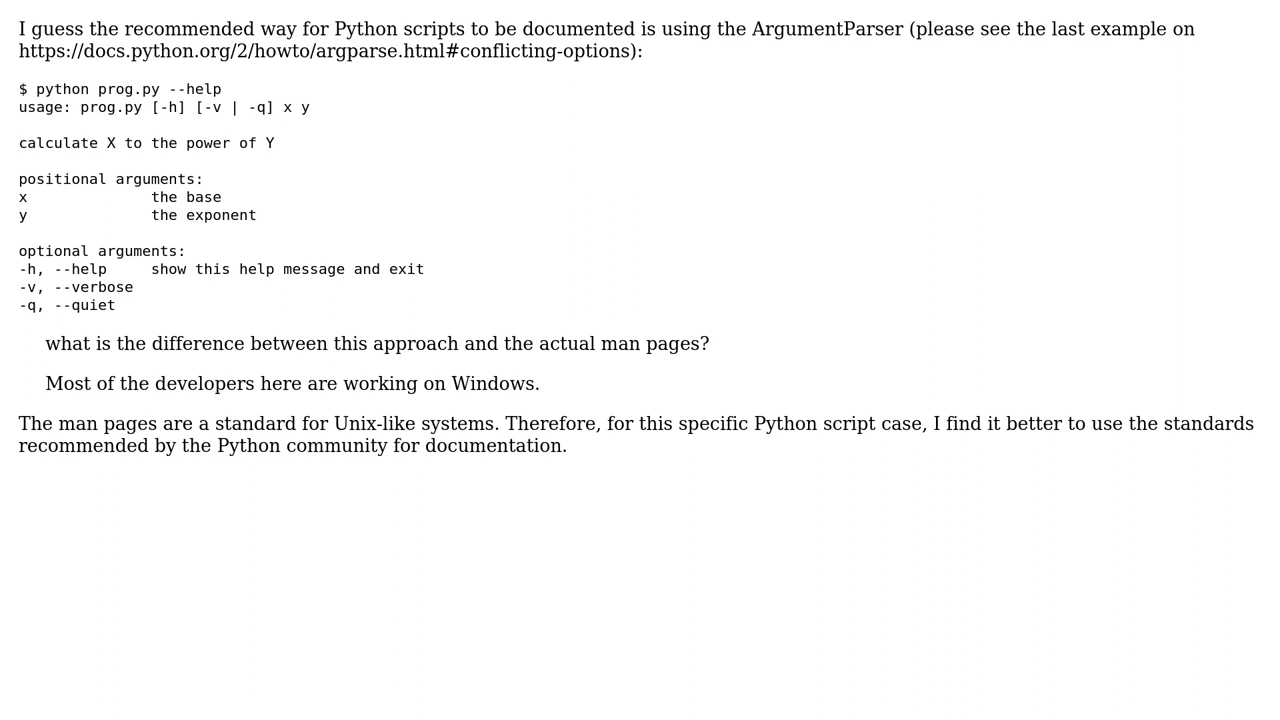 I guess the recommended way for Python scripts to be documented is using the ArgumentParser (please see the last example on
https://docs.python.org/2/howto/argparse.html#conflicting-options):
$ python prog.py --help
usage: prog.py [-h] [-v | -q] x y
calculate X to the power of Y
positional arguments:
x              the base
y              the exponent
optional arguments:
-h, --help     show this help message and exit
-v, --verbose
-q, --quiet
what is the difference between this approach and the actual man pages?
Most of the developers here are working on Windows.
The man pages are a standard for Unix-like systems. Therefore, for this specific Python script case, I find it better to use the standards
recommended by the Python community for documentation.